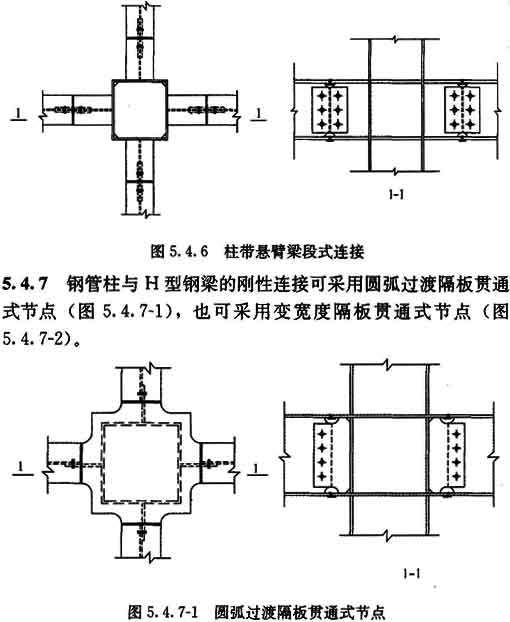 1
1
1-1
图 5.4.6 柱带悬臂梁段式连接
5.4.7 钢管柱与 H 型钢梁的刚性连接可采用圆弧过渡隔板贯通
式节点（图 5.4.7-1），也可采用变宽度隔板贯通式节点（图
5.4.7-2）。
1
1
1-1
图 5.4.7-1 圆弧过渡隔板贯通式节点